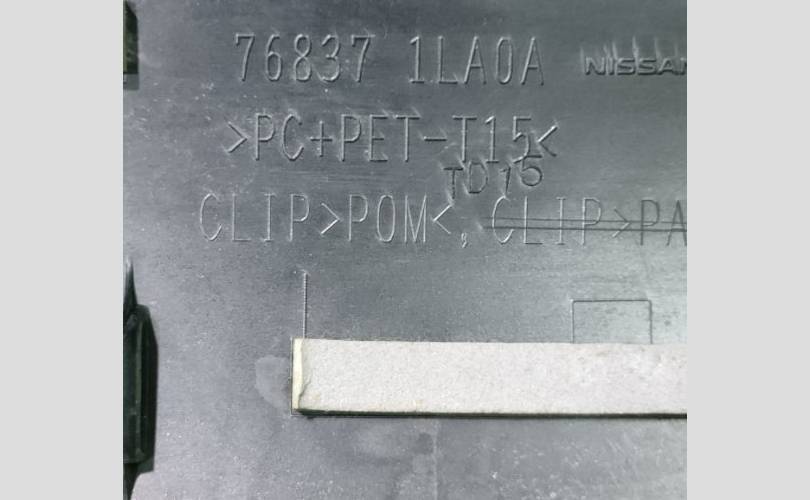 76837 1LA0A NISSAN
>PC+PET-T15<
TD15
CLIP>POM<, CLIP>PA